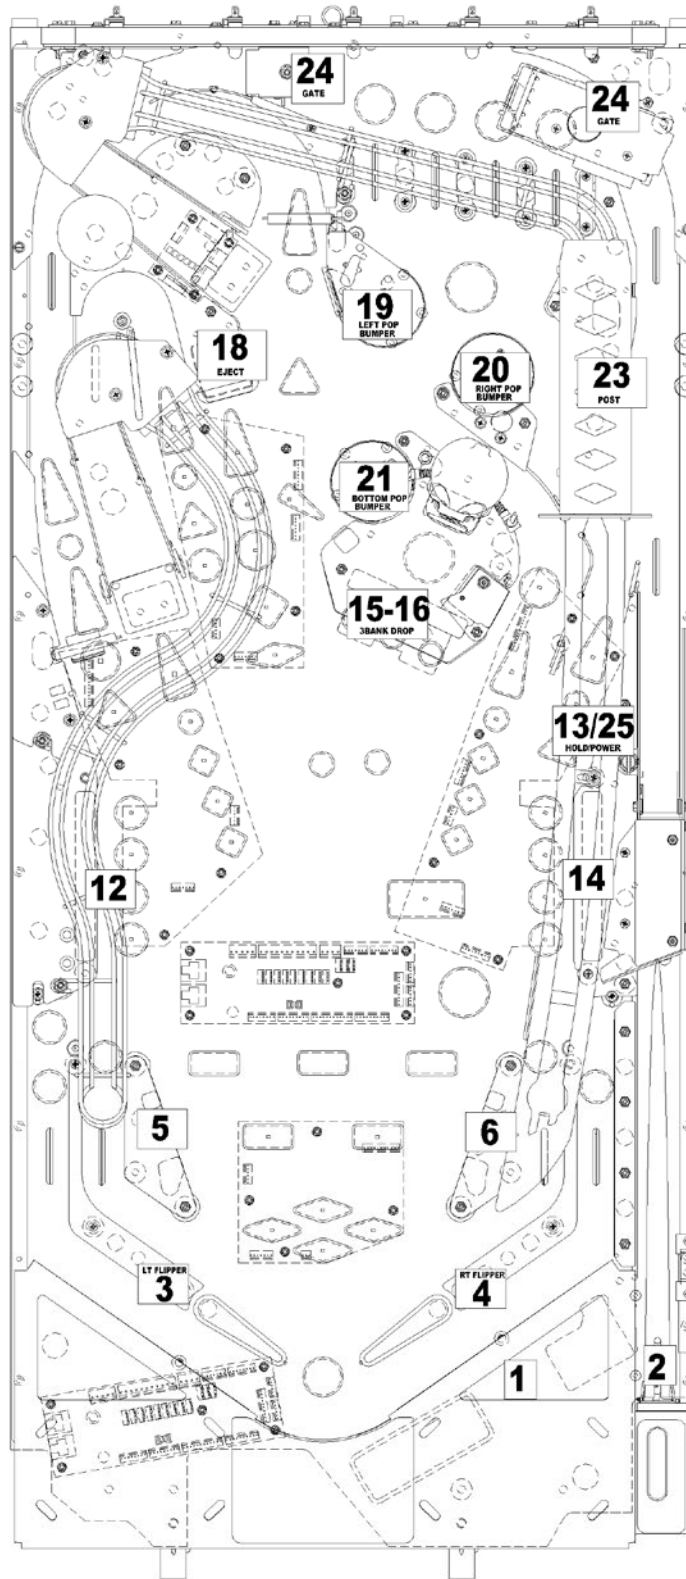 24
GATE
24
GATE
19
LEFT POP
BUMPER
18
EJECT
20
RIGHT POP
BUMPER
23
POST
21
BOTTOM POP
BUMPER
15-16
3BANK DROP
13/25
HOLD/POWER
12
14
5
6
LT FLIPPER
3
RT FLIPPER
4
1
2